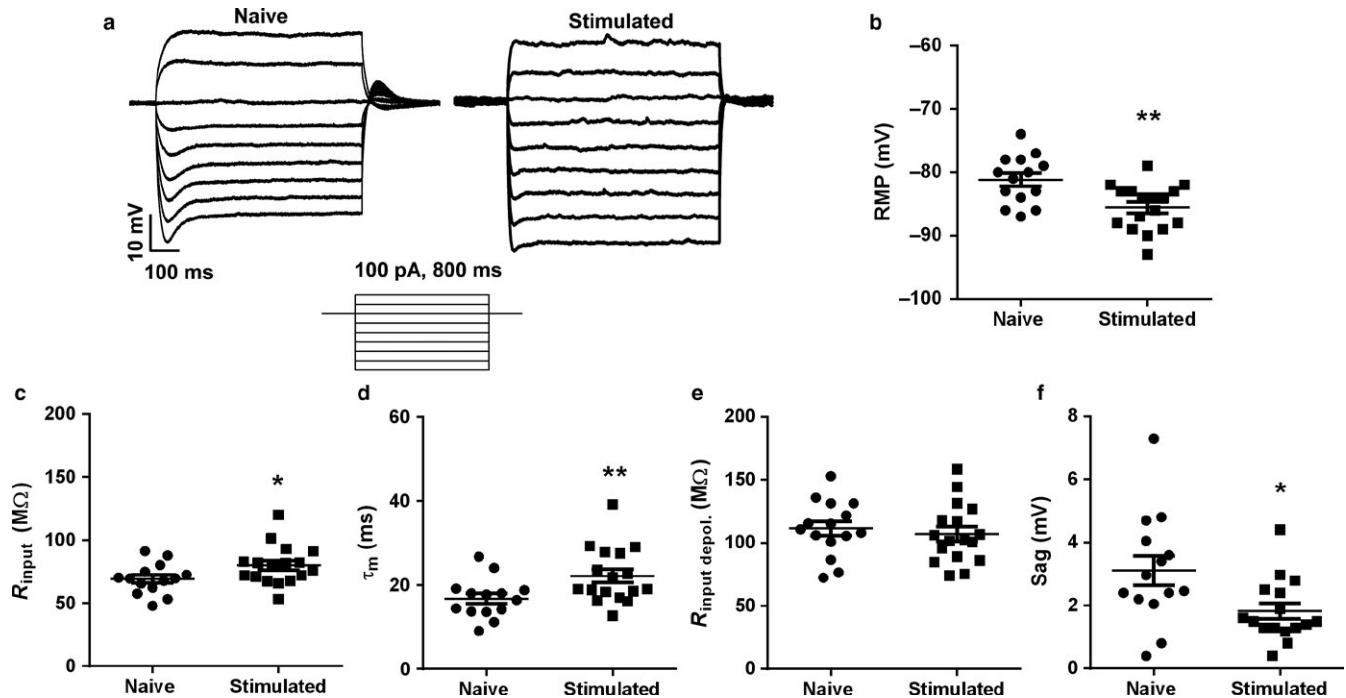 a
Naive
Stimulated
10 mV
100 ms
100 pA, 800 ms
b
–60
–70
–80
–90
–100
RMP (mV)
**
Naive
Stimulated
c
200
150
100
50
0
Rinput (MΩ)
*
Naive
Stimulated
d
60
40
20
0
τm (ms)
**
Naive
Stimulated
e
200
150
100
50
0
Rinput depol. (MΩ)
Naive
Stimulated
f
8
6
4
2
0
Sag (mV)
*
Naive
Stimulated